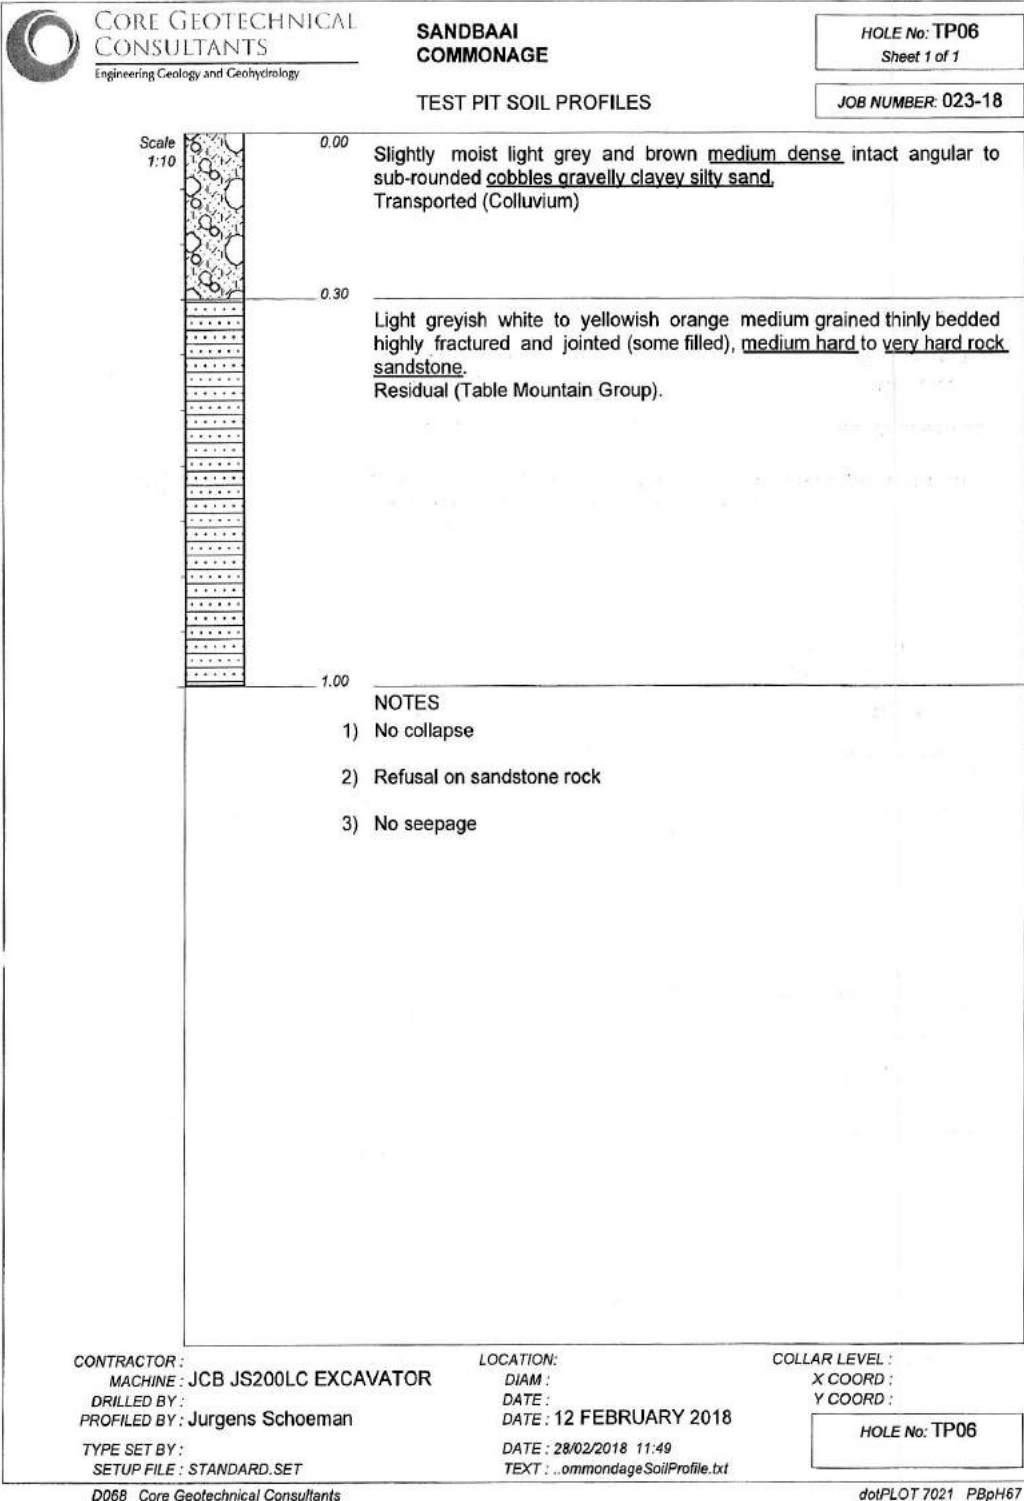 CORE GEOTECHNICAL
CONSULTANTS
Engineering Geology and Geohydrology
SANDBAAI
COMMONAGE
TEST PIT SOIL PROFILES
HOLE No: TP06
Sheet 1 of 1
JOB NUMBER: 023-18
Scale
1:10
0.00
Slightly moist light grey and brown medium dense intact angular to
sub-rounded cobbles gravelly clayey silty sand.
Transported (Colluvium)
0.30
Light greyish white to yellowish orange medium grained thinly bedded
highly fractured and jointed (some filled), medium hard to very hard rock
sandstone.
Residual (Table Mountain Group).
1.00
NOTES
1) No collapse
2) Refusal on sandstone rock
3) No seepage
CONTRACTOR :
MACHINE : JCB JS200LC EXCAVATOR
DRILLED BY :
PROFILED BY : Jurgens Schoeman
TYPE SET BY :
SETUP FILE : STANDARD.SET
LOCATION:
DIAM :
DATE :
DATE : 12 FEBRUARY 2018
DATE : 28/02/2018 11:49
TEXT : ..ommondageSoilProfile.txt
COLLAR LEVEL :
X COORD :
Y COORD :
HOLE No: TP06
D068 Core Geotechnical Consultants
dotPLOT 7021 PBpH67